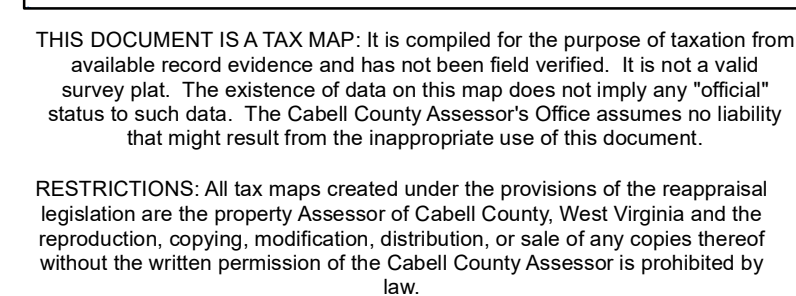 THIS DOCUMENT IS A TAX MAP: It is compiled for the purpose of taxation from
available record evidence and has not been field verified.  It is not a valid
survey plat.  The existence of data on this map does not imply any "official"
status to such data.  The Cabell County Assessor's Office assumes no liability
that might result from the inappropriate use of this document.

RESTRICTIONS: All tax maps created under the provisions of the reappraisal
legislation are the property Assessor of Cabell County, West Virginia and the
reproduction, copying, modification, distribution, or sale of any copies thereof
without the written permission of the Cabell County Assessor is prohibited by
law.